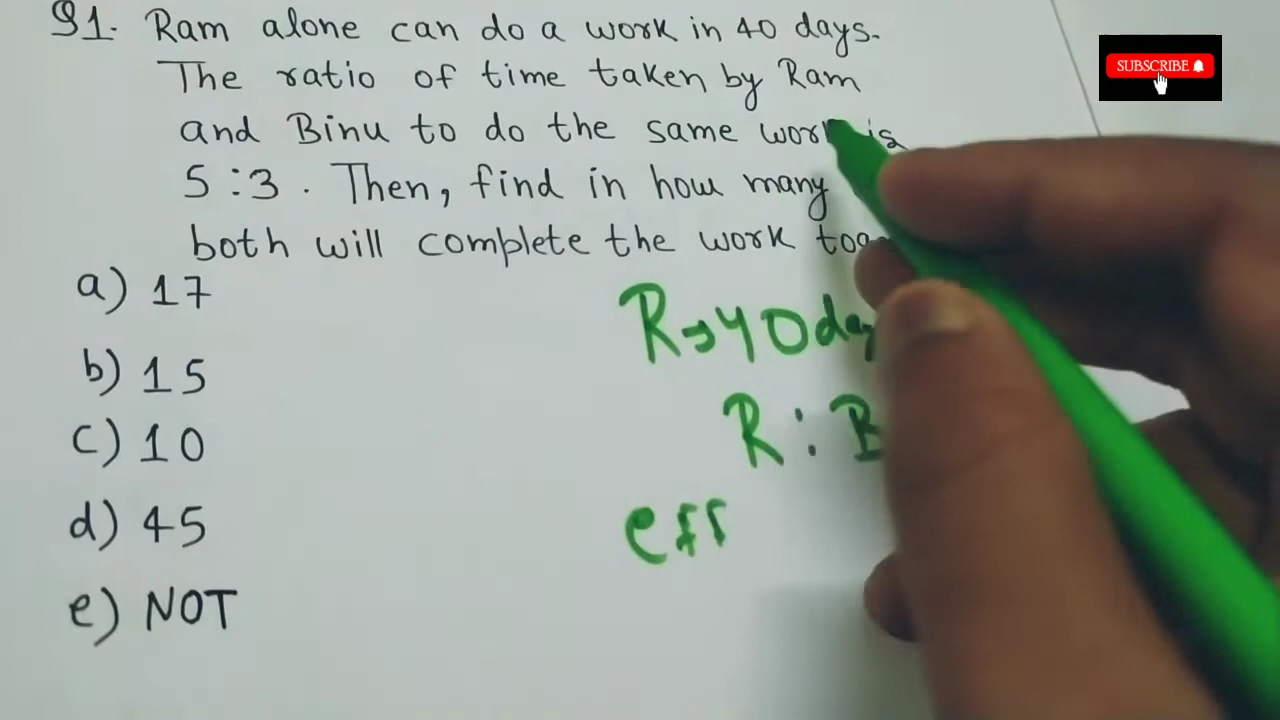 Q1. Ram alone can do a work in 40 days.
The ratio of time taken by Ram
and Binu to do the same work is
5:3. Then, find in how many
both will complete the work
a) 17
b) 15
c) 10
d) 45
e) NOT
R→40
R : B
eff
SUBSCRIBE